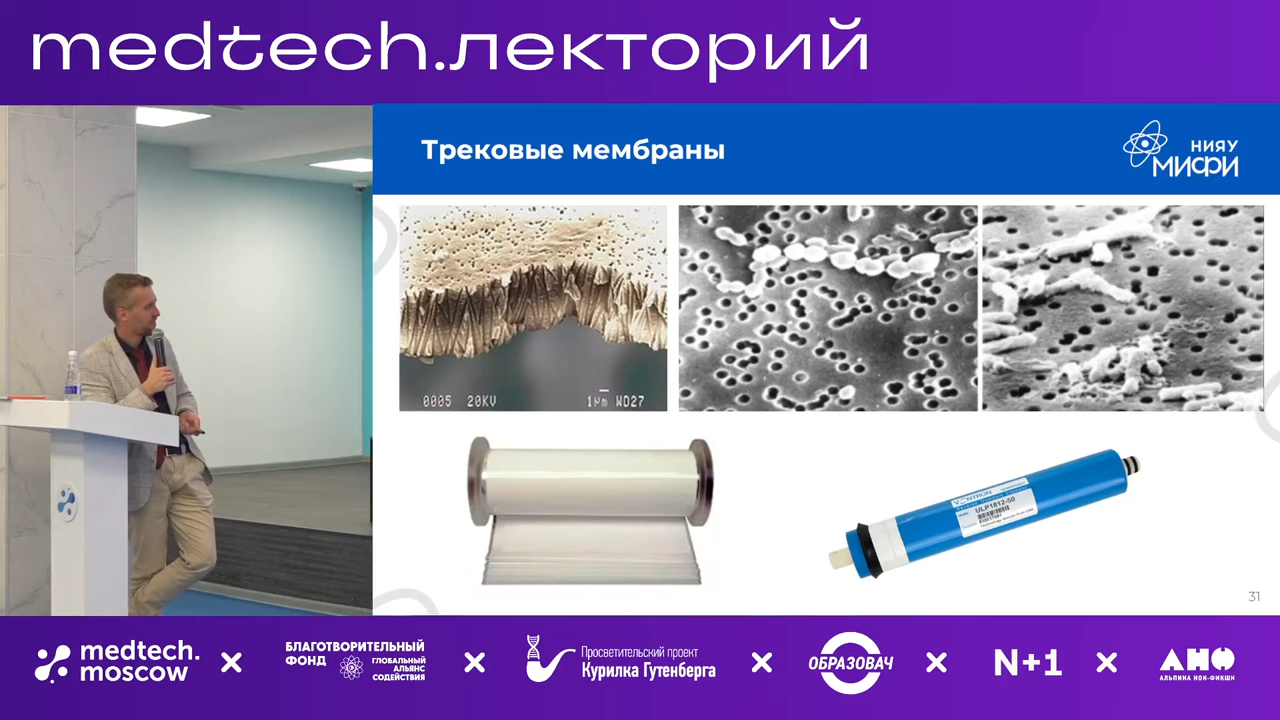 medtech.лекторий
Трековые мембраны
НИЯУ
МИФИ
0005 20KV 1µm WD27
VONTRON
ULP1812-50
31
medtech.
moscow
БЛАГОТВОРИТЕЛЬНЫЙ
ФОНД
ГЛОБАЛЬНЫЙ
АЛЬЯНС
СОДЕЙСТВИЯ
Просветительский проект
Курилка Гутенберга
ОБРАЗОВАЧ
N+1
АНФ
АЛЬПИНА НОН-ФИКШН